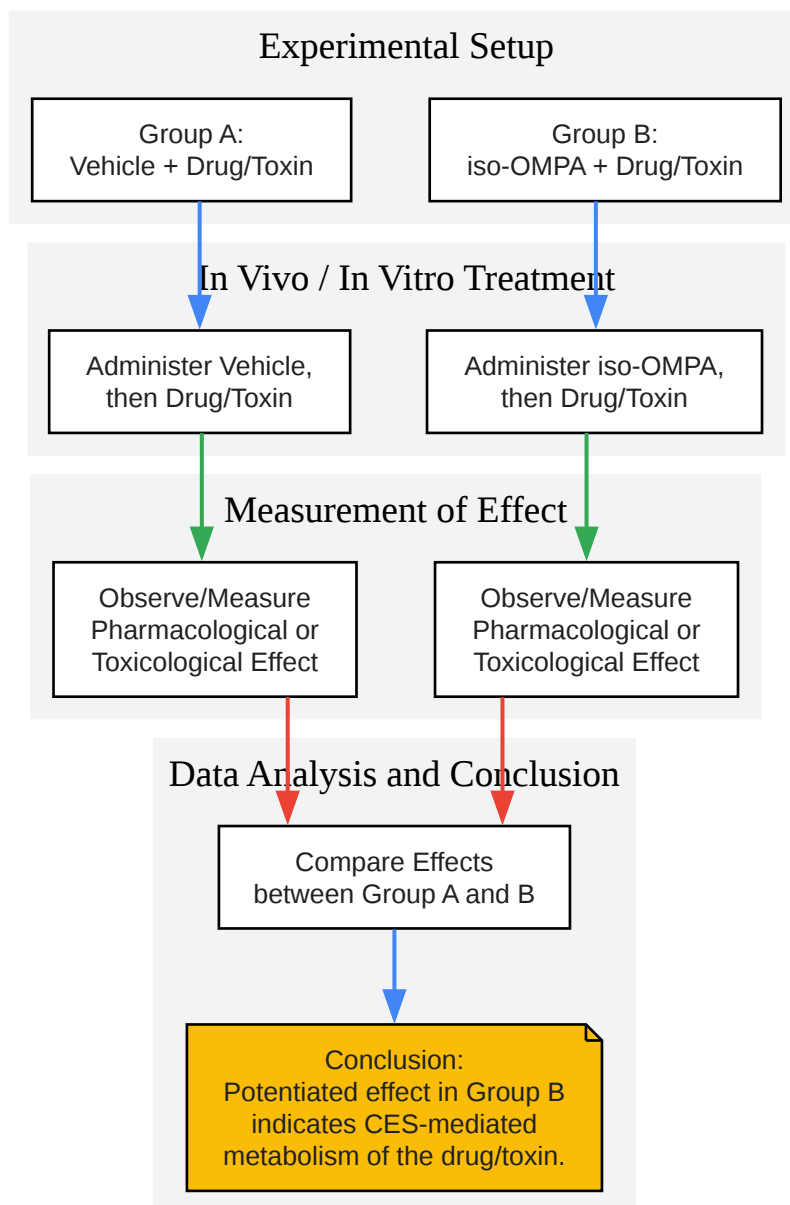 Experimental Setup
Group A:
Vehicle + Drug/Toxin
Group B:
iso-OMPA + Drug/Toxin
In Vivo / In Vitro Treatment
Administer Vehicle,
then Drug/Toxin
Administer iso-OMPA,
then Drug/Toxin
Measurement of Effect
Observe/Measure
Pharmacological or
Toxicological Effect
Observe/Measure
Pharmacological or
Toxicological Effect
Data Analysis and Conclusion
Compare Effects
between Group A and B
Conclusion:
Potentiated effect in Group B
indicates CES-mediated
metabolism of the drug/toxin.